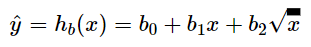 ŷ = h_b(x) = b_0 + b_1x + b_2√x